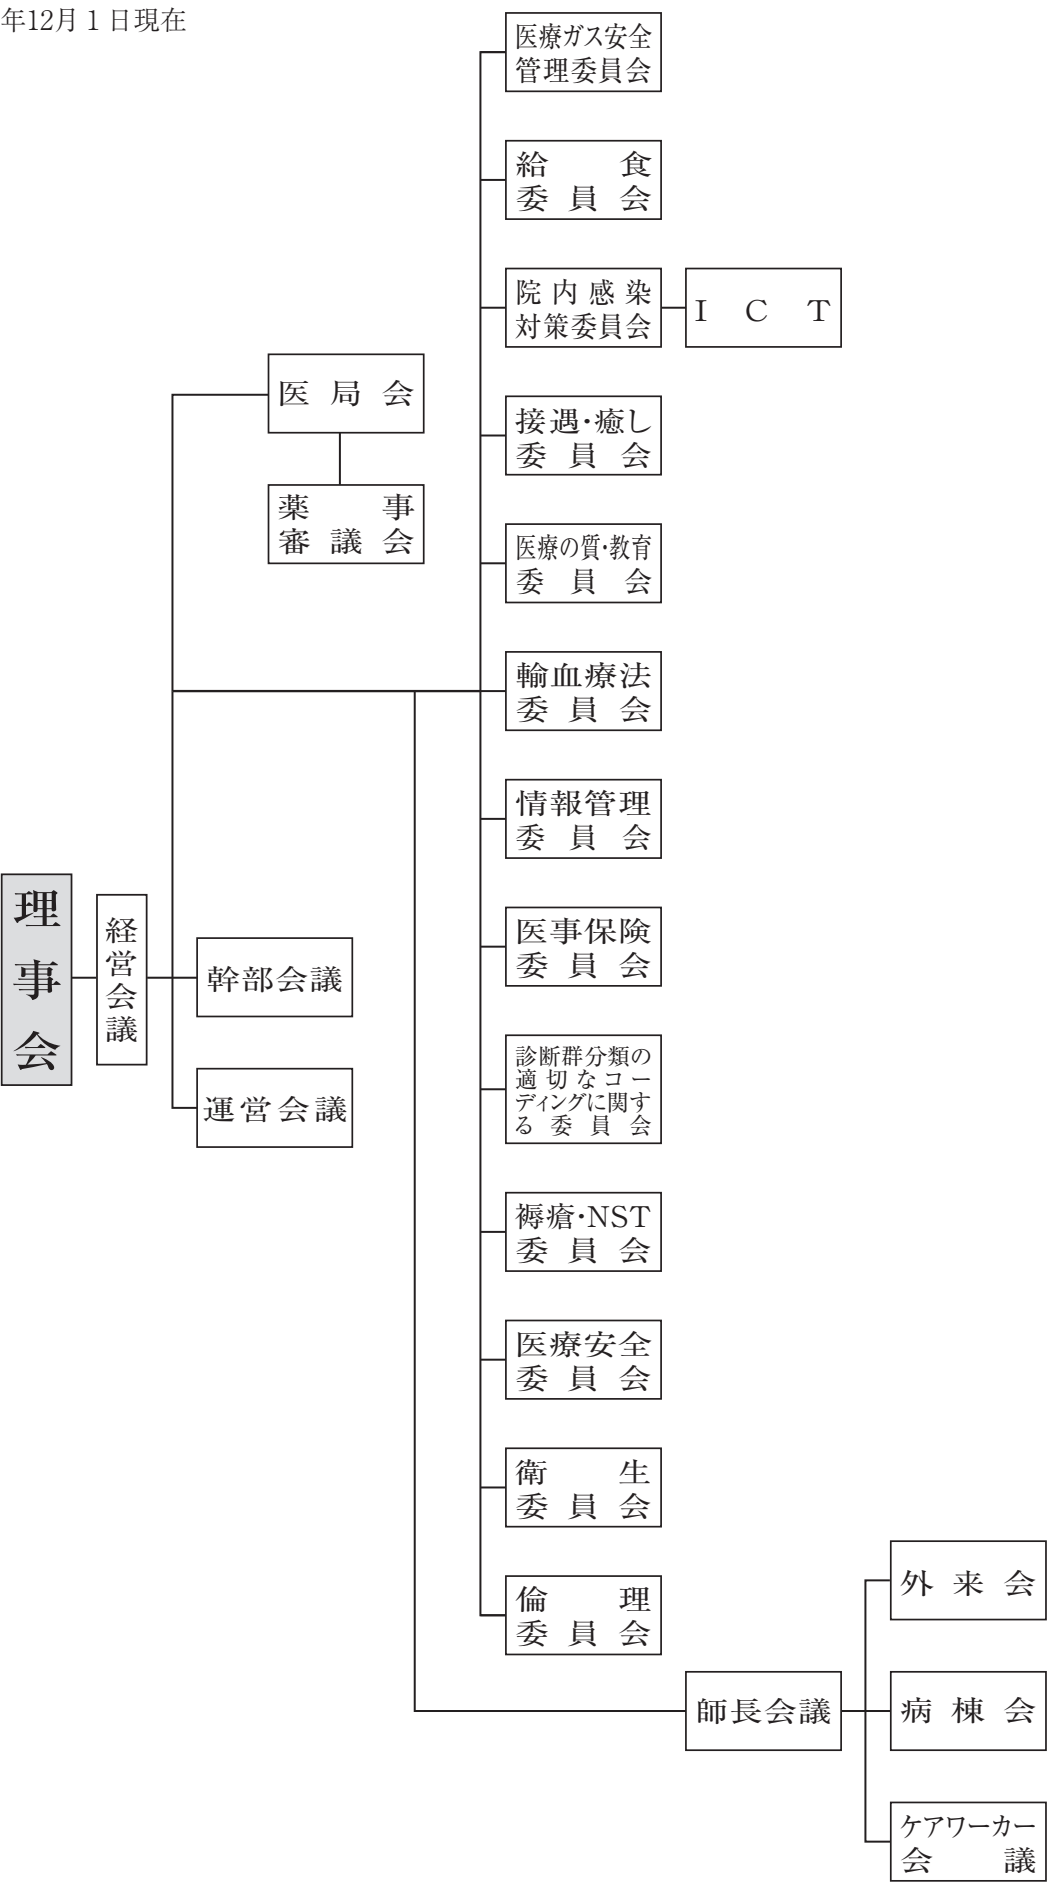 年12月１日現在
医療ガス安全
管理委員会
給食
委員会
院内感染
対策委員会
ICT
医局会
薬事
審議会
接遇・癒し
委員会
医療の質・教育
委員会
輸血療法
委員会
情報管理
委員会
理事会
経営会議
幹部会議
運営会議
医事保険
委員会
診断群分類の
適切なコー
ディングに関す
る委員会
褥瘡・NST
委員会
医療安全
委員会
衛生
委員会
倫理
委員会
師長会議
外来会
病棟会
ケアワーカー
会議